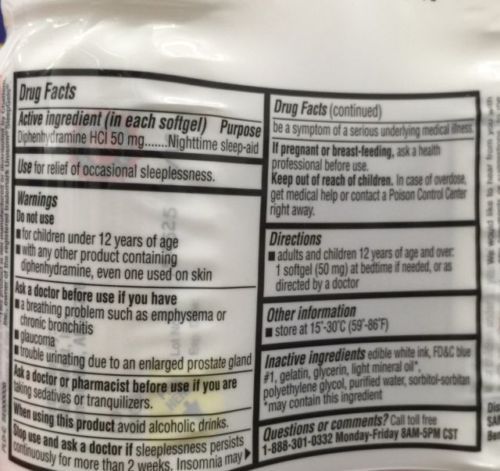 Drug Facts
Active ingredient (in each softgel) Purpose
Diphenhydramine HCl 50 mg.......Nighttime sleep-aid
Use for relief of occasional sleeplessness.
Warnings
Do not use
■ for children under 12 years of age
■ with any other product containing
diphenhydramine, even one used on skin
Ask a doctor before use if you have
■ a breathing problem such as emphysema or
chronic bronchitis
■ glaucoma
■ trouble urinating due to an enlarged prostate gland
Ask a doctor or pharmacist before use if you are
taking sedatives or tranquilizers.
When using this product avoid alcoholic drinks.
Stop use and ask a doctor if sleeplessness persists
continuously for more than 2 weeks. Insomnia may
Drug Facts (continued)
be a symptom of a serious underlying medical illness.
If pregnant or breast-feeding, ask a health
professional before use.
Keep out of reach of children. In case of overdose,
get medical help or contact a Poison Control Center
right away.
Directions
■ adults and children 12 years of age and over:
1 softgel (50 mg) at bedtime if needed, or as
directed by a doctor
Other information
■ store at 15°-30°C (59°-86°F)
Inactive ingredients edible white ink, FD&C blue
#1, gelatin, glycerin, light mineral oil*,
polyethylene glycol, purified water, sorbitol-sorbitan
*may contain this ingredient
Questions or comments? Call toll free
1-888-301-0332 Monday-Friday 8AM-5PM CST